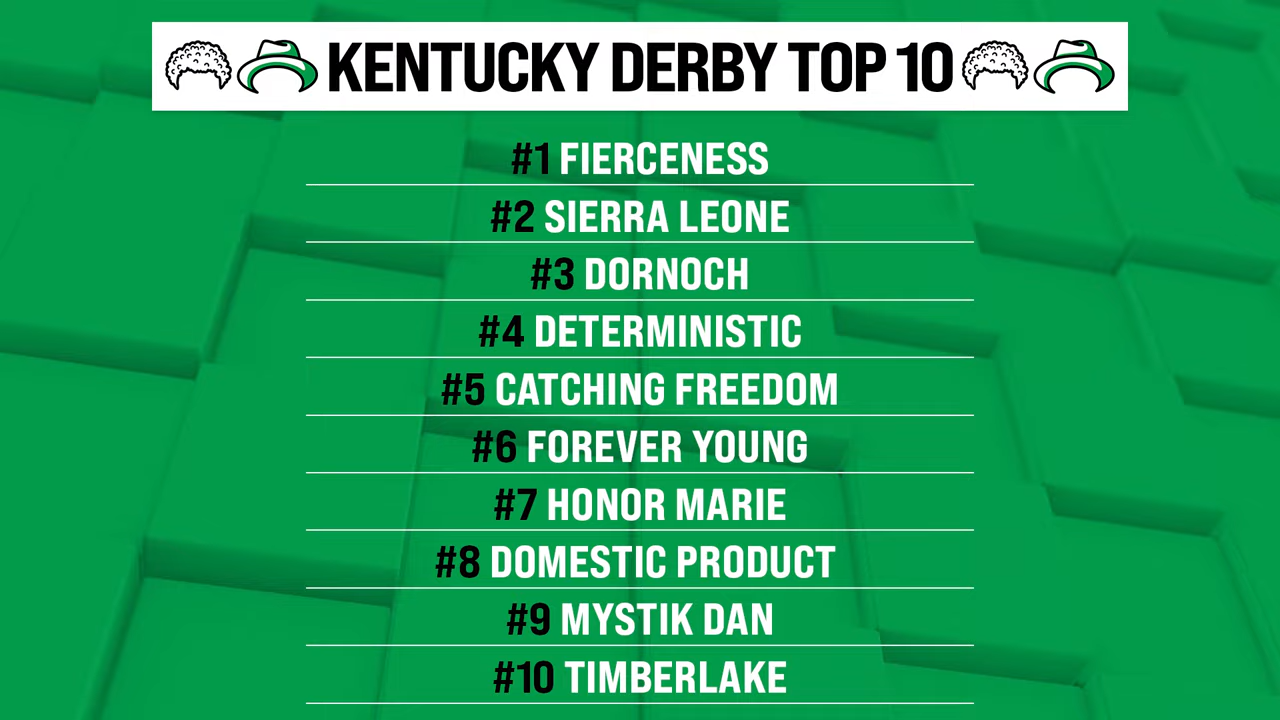 KENTUCKY DERBY TOP 10
#1 FIERCENESS
#2 SIERRA LEONE
#3 DORNOCH
#4 DETERMINISTIC
#5 CATCHING FREEDOM
#6 FOREVER YOUNG
#7 HONOR MARIE
#8 DOMESTIC PRODUCT
#9 MYSTIK DAN
#10 TIMBERLAKE